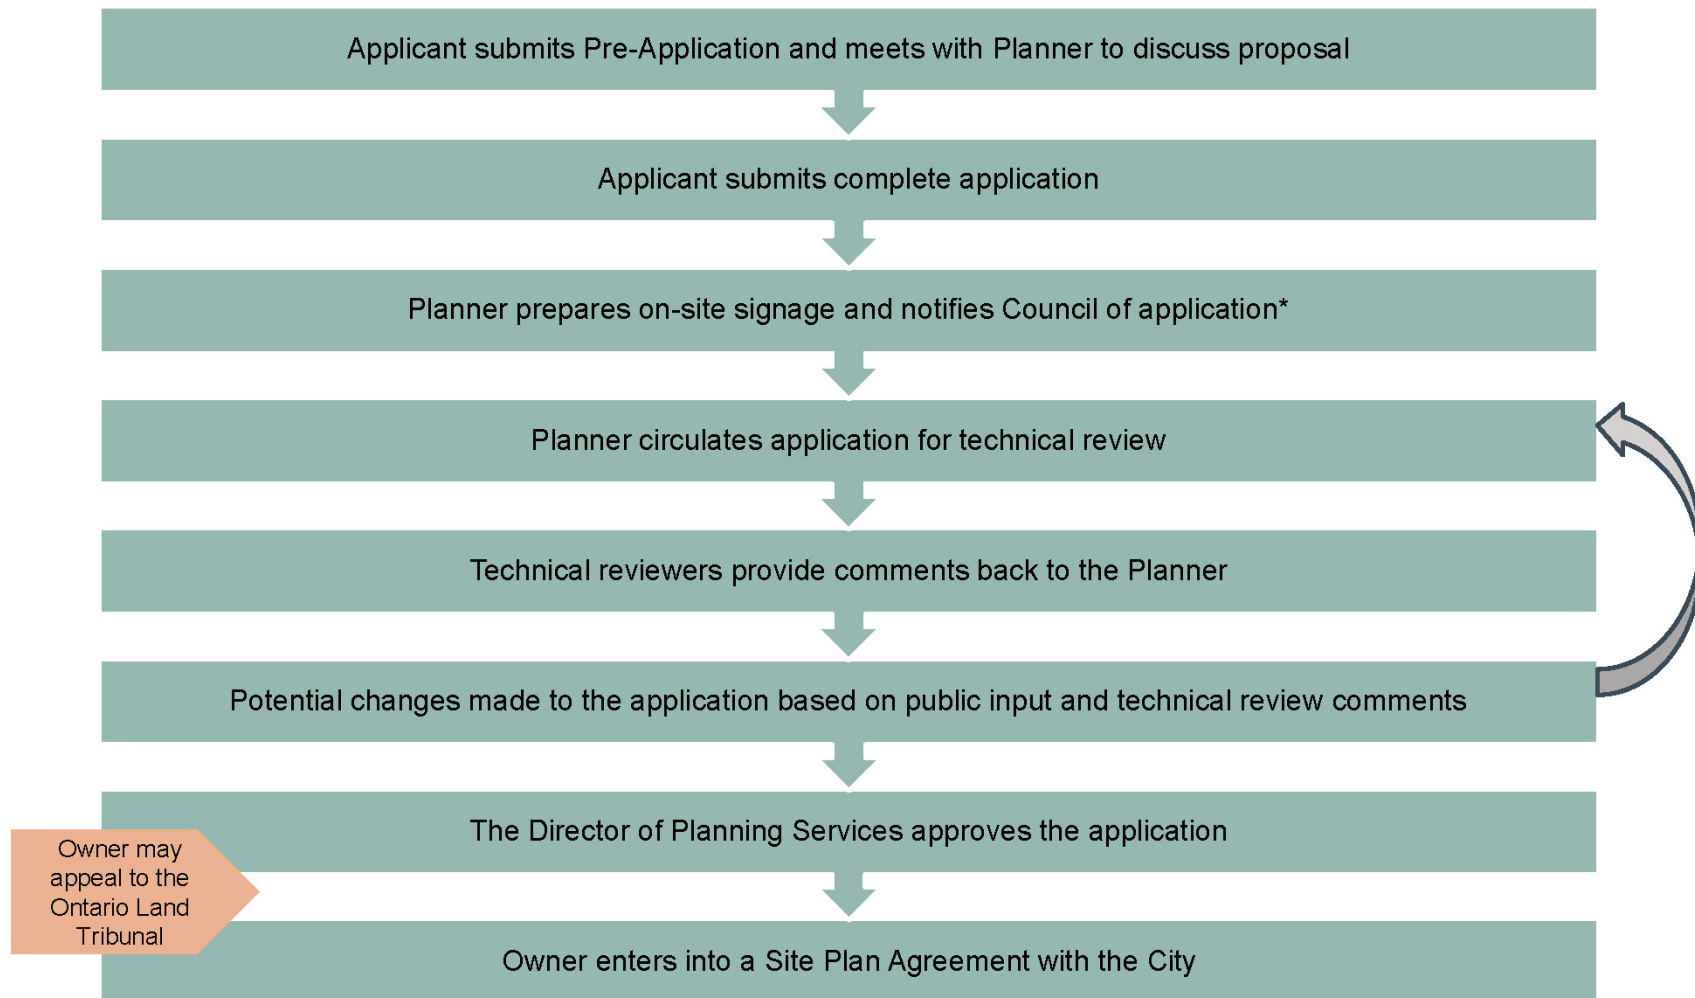 Applicant submits Pre-Application and meets with Planner to discuss proposal
Applicant submits complete application
Planner prepares on-site signage and notifies Council of application*
Planner circulates application for technical review
Technical reviewers provide comments back to the Planner
Potential changes made to the application based on public input and technical review comments
The Director of Planning Services approves the application
Owner may
appeal to the
Ontario Land
Tribunal
Owner enters into a Site Plan Agreement with the City